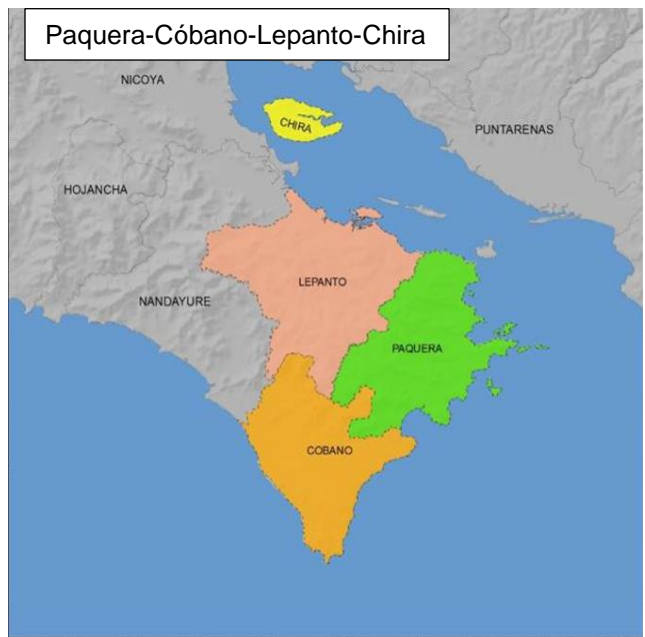 Paquera-Cóbano-Lepanto-Chira
NICOYA
CHIRA
PUNTARENAS
HOJANCHA
LEPANTO
NANDAYURE
PAQUERA
COBANO